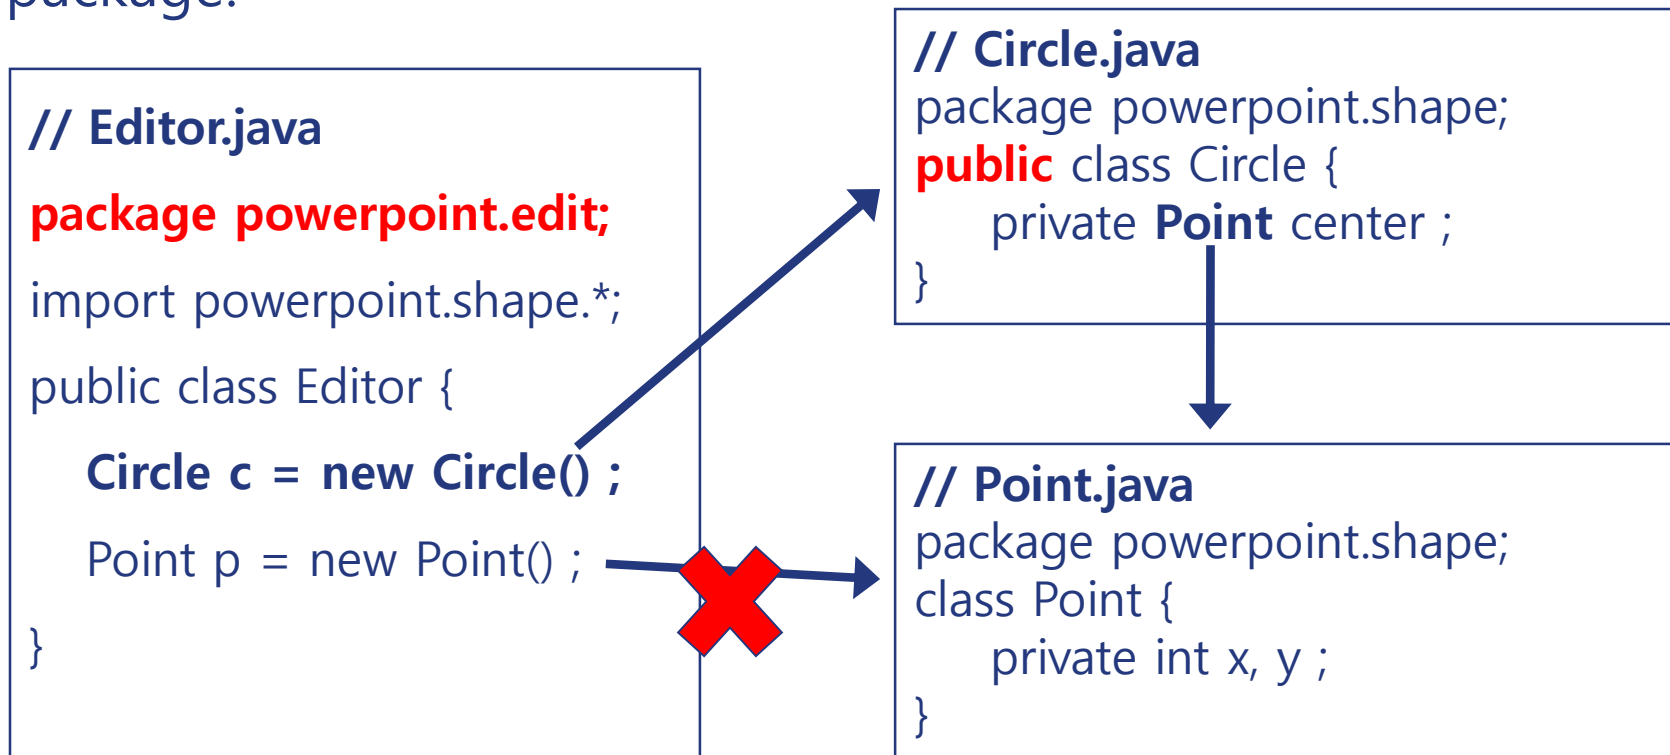 package.
// Editor.java
package powerpoint.edit;
import powerpoint.shape.*;
public class Editor {
Circle c = new Circle() ;
Point p = new Point() ;
}
// Circle.java
package powerpoint.shape;
public class Circle {
private Point center ;
}
// Point.java
package powerpoint.shape;
class Point {
private int x, y ;
}